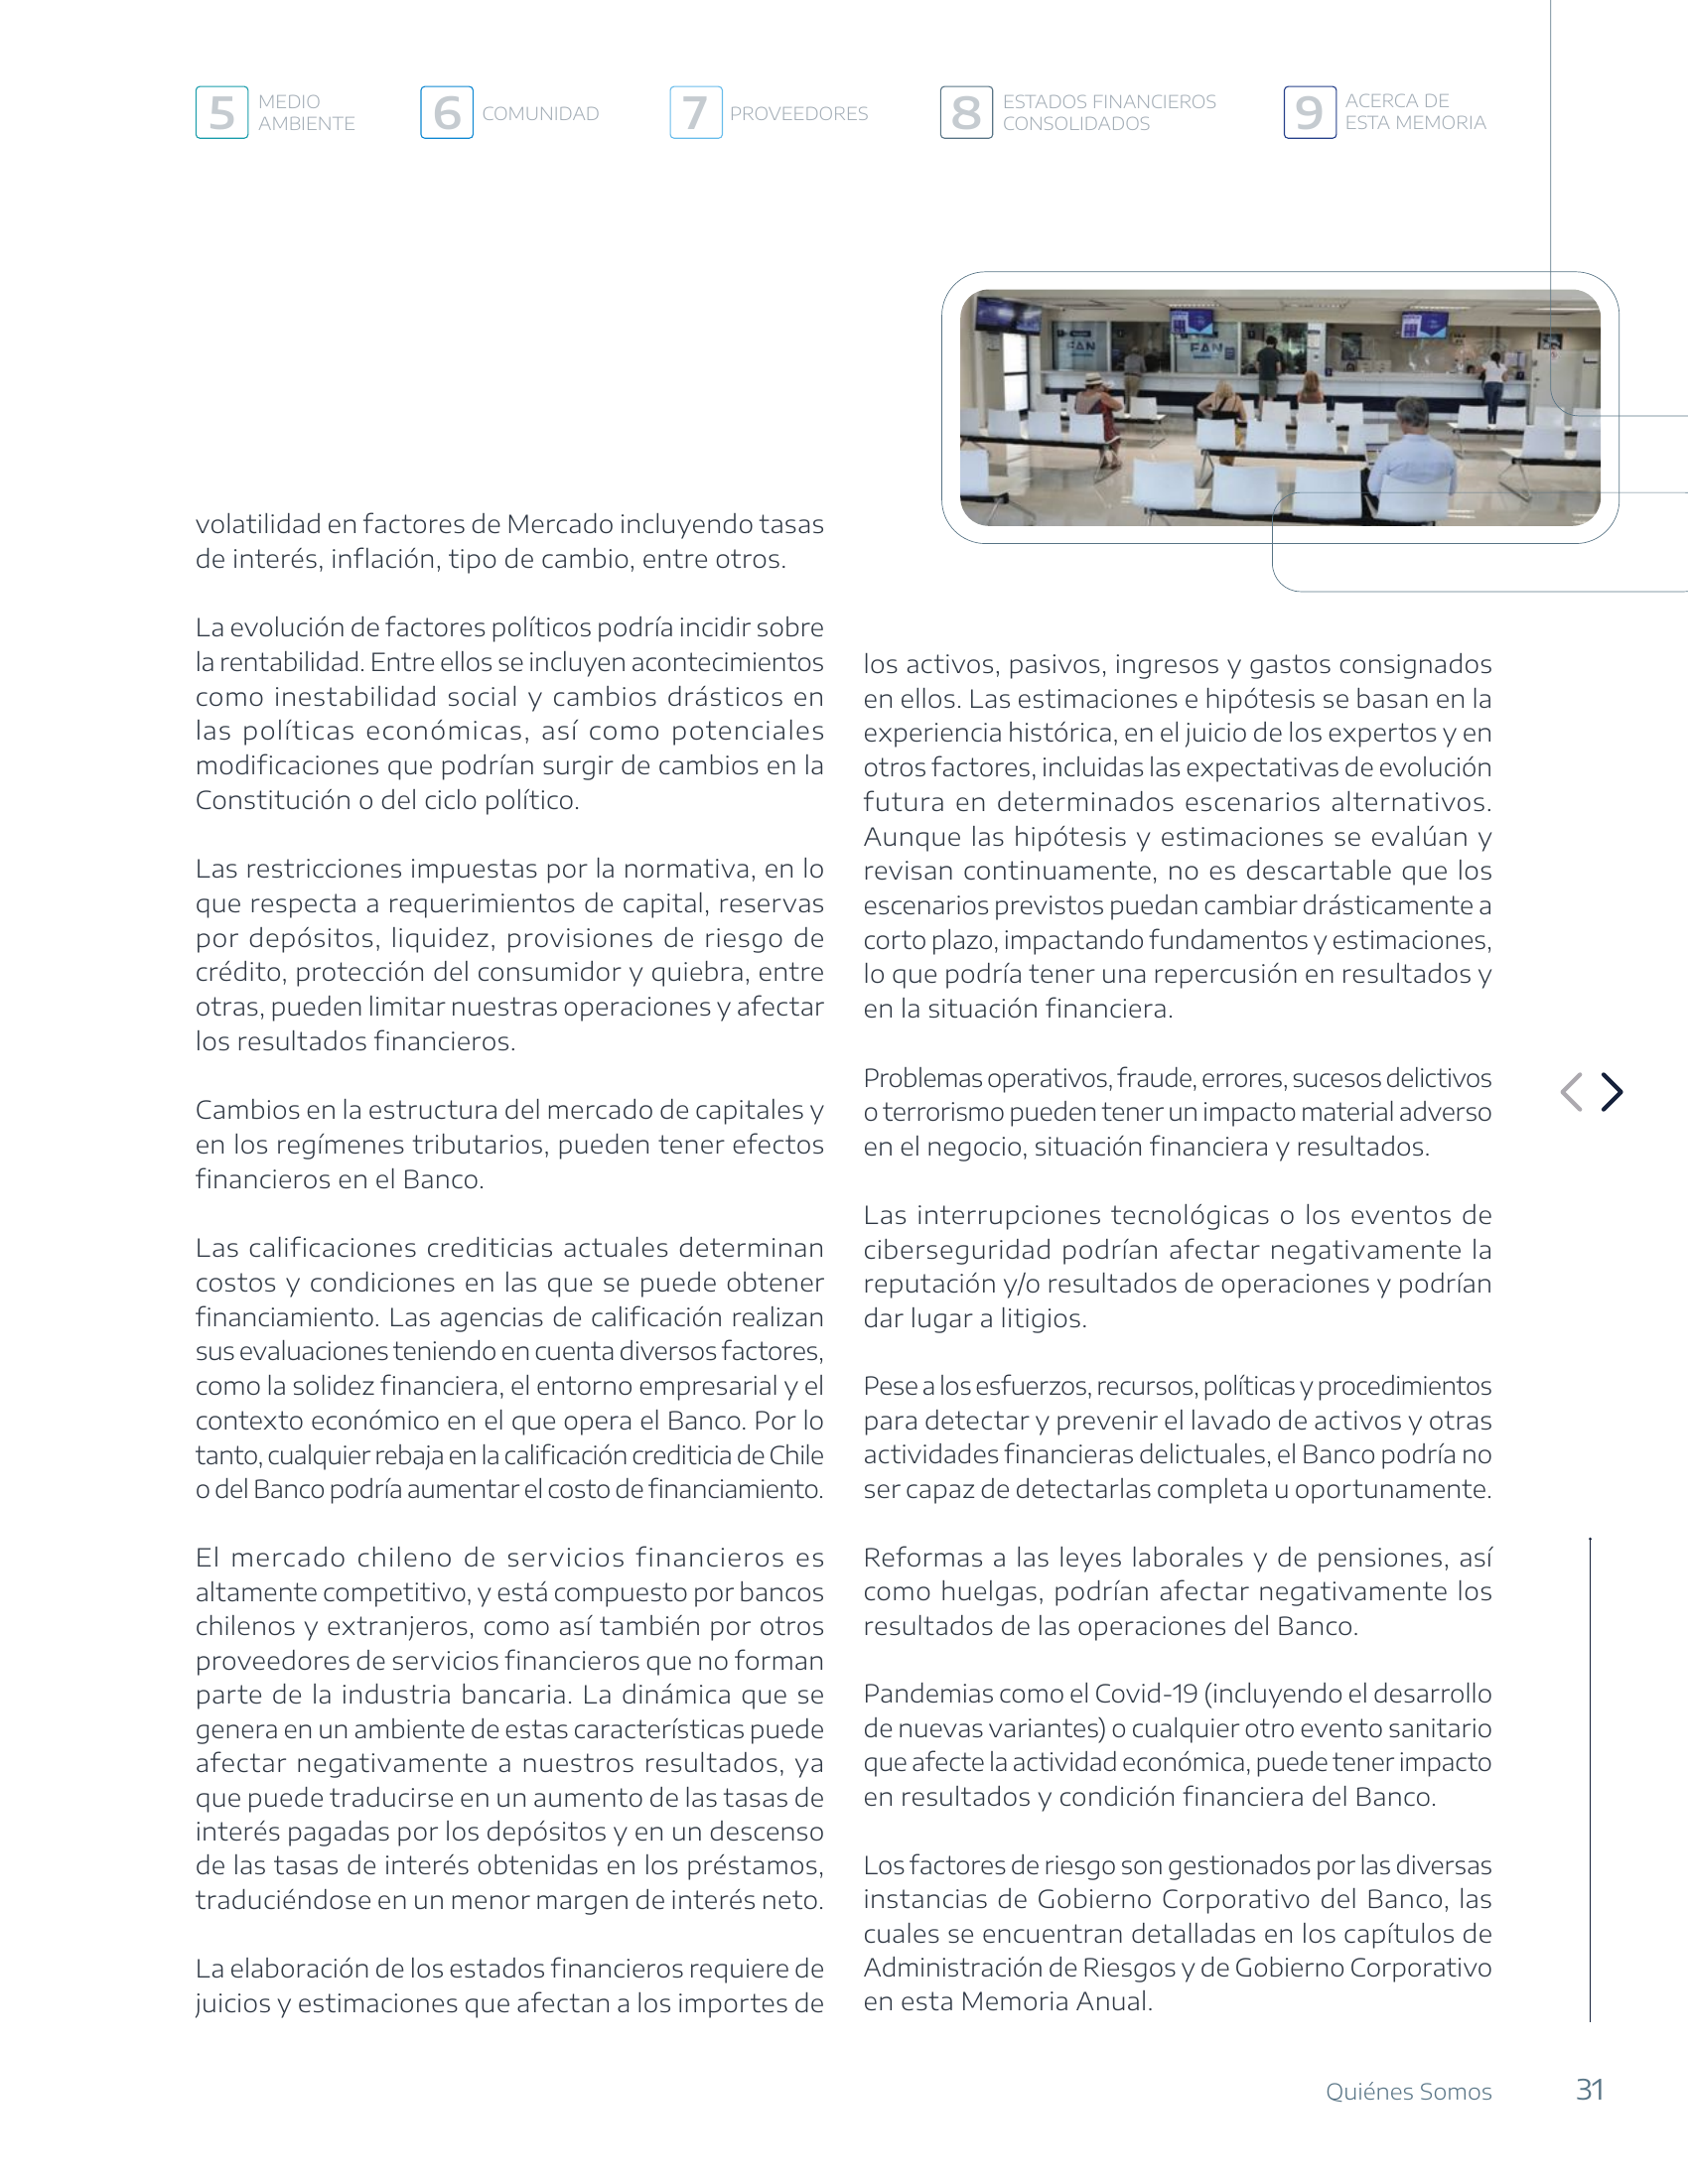 5 MEDIO
AMBIENTE
6 COMUNIDAD
7 PROVEEDORES
8 ESTADOS FINANCIEROS
CONSOLIDADOS
9 ACERCA DE
ESTA MEMORIA
FAN
FAN
volatilidad en factores de Mercado incluyendo tasas
de interés, inflación, tipo de cambio, entre otros.
La evolución de factores políticos podría incidir sobre
la rentabilidad. Entre ellos se incluyen acontecimientos
como inestabilidad social y cambios drásticos en
las políticas económicas, así como potenciales
modificaciones que podrían surgir de cambios en la
Constitución o del ciclo político.
Las restricciones impuestas por la normativa, en lo
que respecta a requerimientos de capital, reservas
por depósitos, liquidez, provisiones de riesgo de
crédito, protección del consumidor y quiebra, entre
otras, pueden limitar nuestras operaciones y afectar
los resultados financieros.
Cambios en la estructura del mercado de capitales y
en los regímenes tributarios, pueden tener efectos
financieros en el Banco.
Las calificaciones crediticias actuales determinan
costos y condiciones en las que se puede obtener
financiamiento. Las agencias de calificación realizan
sus evaluaciones teniendo en cuenta diversos factores,
como la solidez financiera, el entorno empresarial y el
contexto económico en el que opera el Banco. Por lo
tanto, cualquier rebaja en la calificación crediticia de Chile
o del Banco podría aumentar el costo de financiamiento.
El mercado chileno de servicios financieros es
altamente competitivo, y está compuesto por bancos
chilenos y extranjeros, como así también por otros
proveedores de servicios financieros que no forman
parte de la industria bancaria. La dinámica que se
genera en un ambiente de estas características puede
afectar negativamente a nuestros resultados, ya
que puede traducirse en un aumento de las tasas de
interés pagadas por los depósitos y en un descenso
de las tasas de interés obtenidas en los préstamos,
traduciéndose en un menor margen de interés neto.
La elaboración de los estados financieros requiere de
juicios y estimaciones que afectan a los importes de
los activos, pasivos, ingresos y gastos consignados
en ellos. Las estimaciones e hipótesis se basan en la
experiencia histórica, en el juicio de los expertos y en
otros factores, incluidas las expectativas de evolución
futura en determinados escenarios alternativos.
Aunque las hipótesis y estimaciones se evalúan y
revisan continuamente, no es descartable que los
escenarios previstos puedan cambiar drásticamente a
corto plazo, impactando fundamentos y estimaciones,
lo que podría tener una repercusión en resultados y
en la situación financiera.
Problemas operativos, fraude, errores, sucesos delictivos
o terrorismo pueden tener un impacto material adverso
en el negocio, situación financiera y resultados.
Las interrupciones tecnológicas o los eventos de
ciberseguridad podrían afectar negativamente la
reputación y/o resultados de operaciones y podrían
dar lugar a litigios.
Pese a los esfuerzos, recursos, políticas y procedimientos
para detectar y prevenir el lavado de activos y otras
actividades financieras delictuales, el Banco podría no
ser capaz de detectarlas completa u oportunamente.
Reformas a las leyes laborales y de pensiones, así
como huelgas, podrían afectar negativamente los
resultados de las operaciones del Banco.
Pandemias como el Covid-19 (incluyendo el desarrollo
de nuevas variantes) o cualquier otro evento sanitario
que afecte la actividad económica, puede tener impacto
en resultados y condición financiera del Banco.
Los factores de riesgo son gestionados por las diversas
instancias de Gobierno Corporativo del Banco, las
cuales se encuentran detalladas en los capítulos de
Administración de Riesgos y de Gobierno Corporativo
en esta Memoria Anual.
Quiénes Somos 31